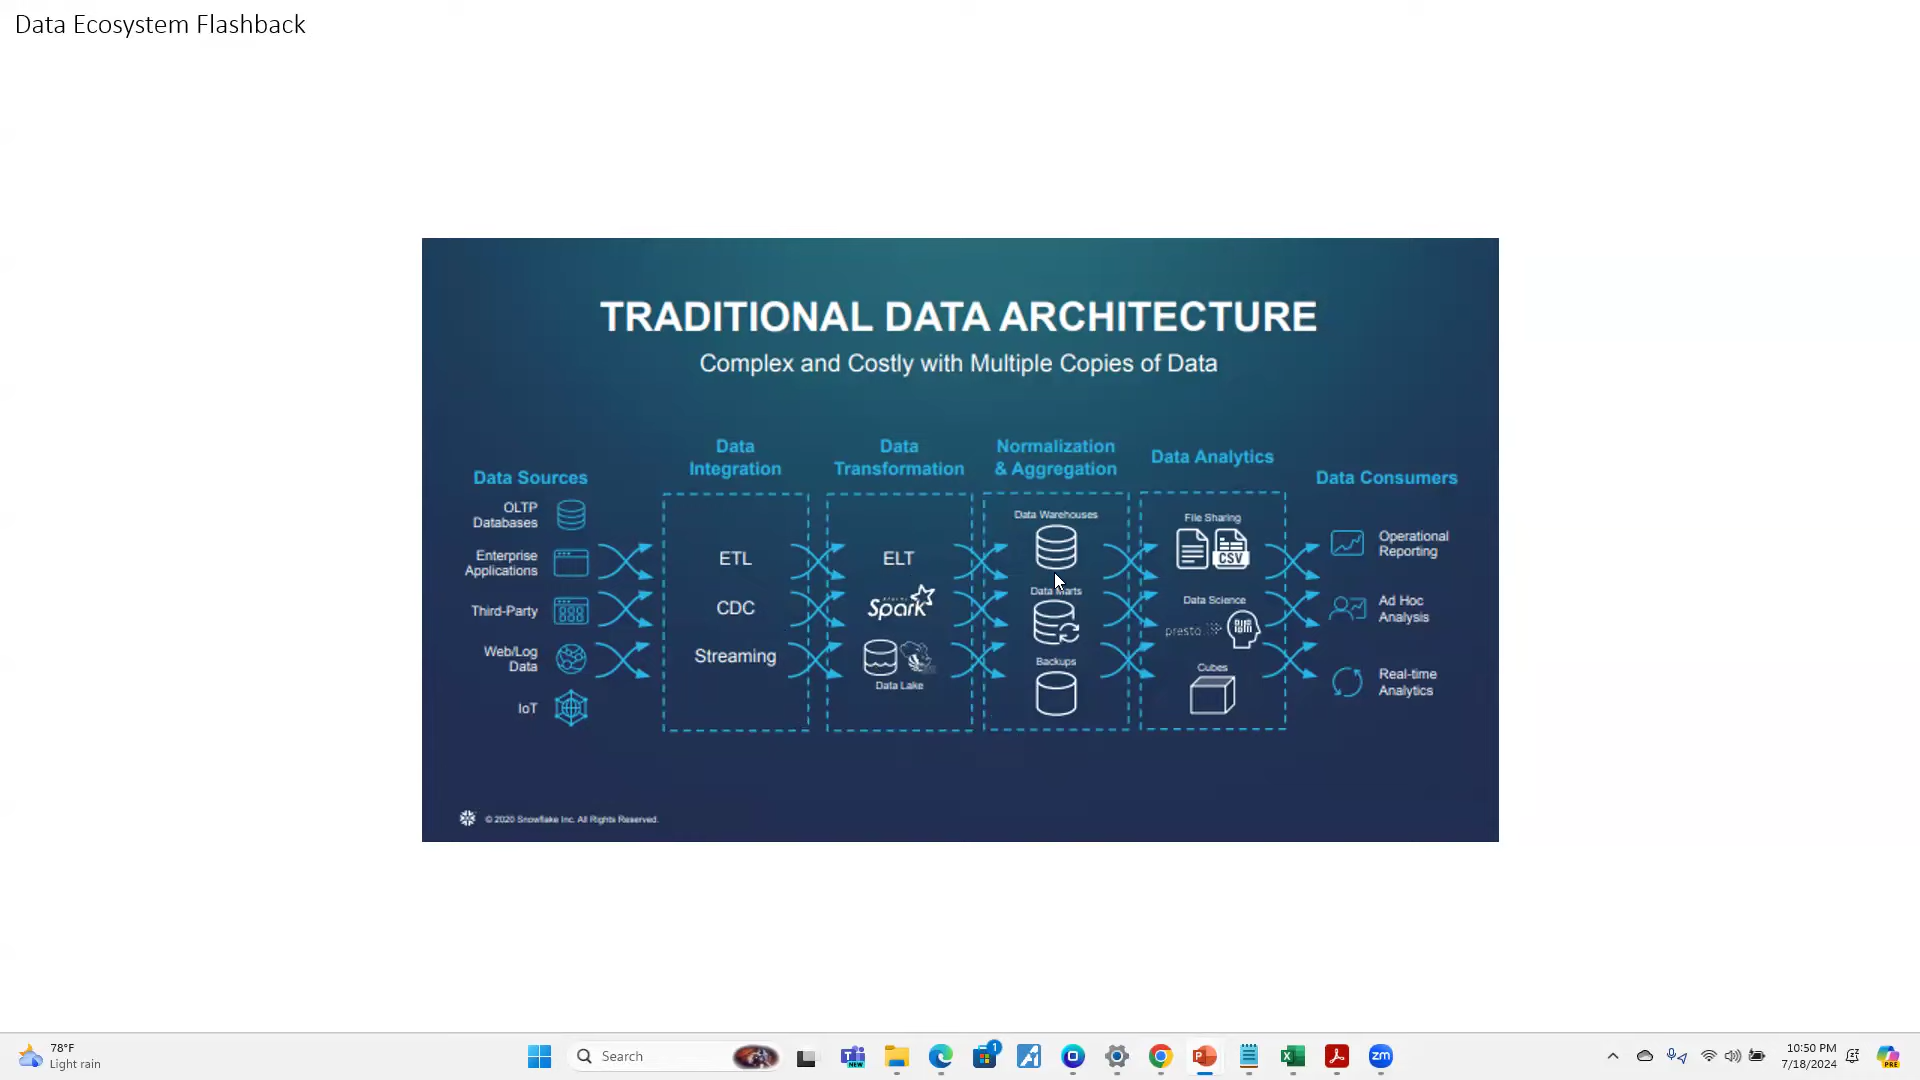 Data Ecosystem Flashback
TRADITIONAL DATA ARCHITECTURE
Complex and Costly with Multiple Copies of Data
Data Sources
OLTP
Databases
Enterprise
Applications
Third-Party
Web/Log
Data
IoT
Data
Integration
ETL
CDC
Streaming
Data
Transformation
ELT
Spark
Data Lake
Normalization
& Aggregation
Data Warehouses
Data Marts
Backups
Data Analytics
File Sharing
CSV
Data Science
presto
Cubes
Data Consumers
Operational
Reporting
Ad Hoc
Analysis
Real-time
Analytics
© 2020 Snowflake Inc. All Rights Reserved.
78°F
Light rain
Search
NEW
1
zm
10:50 PM
7/18/2024
PRE